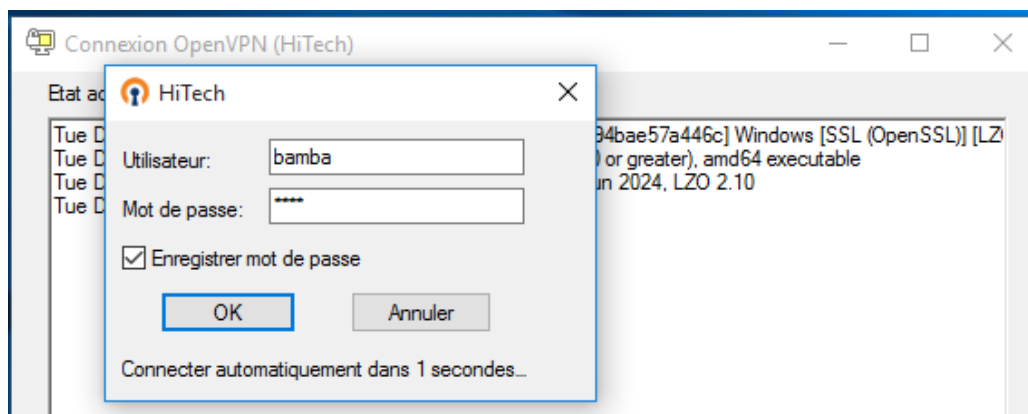 Connexion OpenVPN (HiTech)
Etat ac
HiTech
Tue D 94bae57a446c] Windows [SSL (OpenSSL)] [LZ
Tue D or greater), amd64 executable
Tue D un 2024, LZO 2.10
Tue D
Utilisateur: bamba
Mot de passe: ****
Enregistrer mot de passe
OK Annuler
Connecter automatiquement dans 1 secondes...